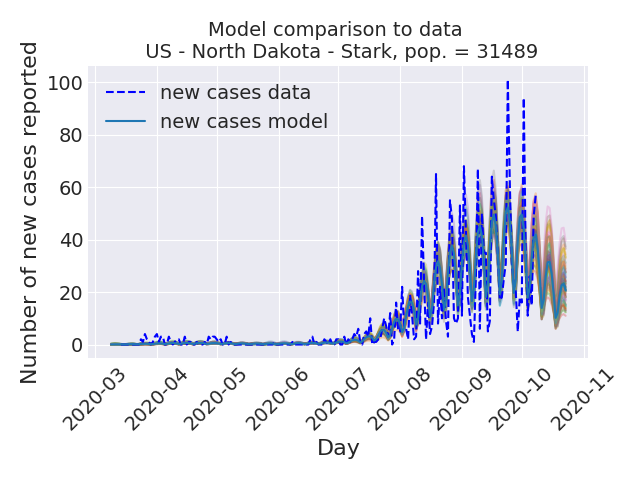 Model comparison to data
US - North Dakota - Stark, pop. = 31489
Number of new cases reported
100
80
60
40
20
0
new cases data
new cases model
2020-03
2020-04
2020-05
2020-06
2020-07
2020-08
2020-09
2020-10
2020-11
Day